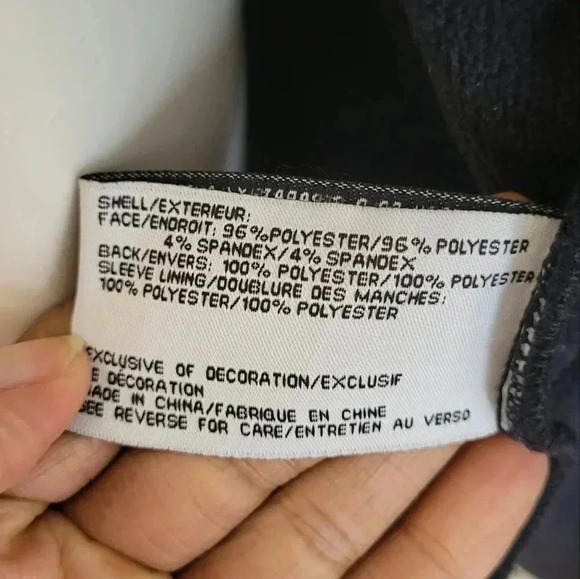 SHELL/EXTERIEUR:
FACE/ENDROIT: 96%POLYESTER/96% POLYESTER
4% SPANDEX/4% SPANDEX
BACK/ENVERS: 100% POLYESTER/100% POLYESTER
SLEEVE LINING/DOUBLURE DES MANCHES:
100% POLYESTER/100% POLYESTER
EXCLUSIVE OF DECORATION/EXCLUSIF
E DECORATION
ADE IN CHINA/FABRIQUE EN CHINE
SEE REVERSE FOR CARE/ENTRETIEN AU VERSO